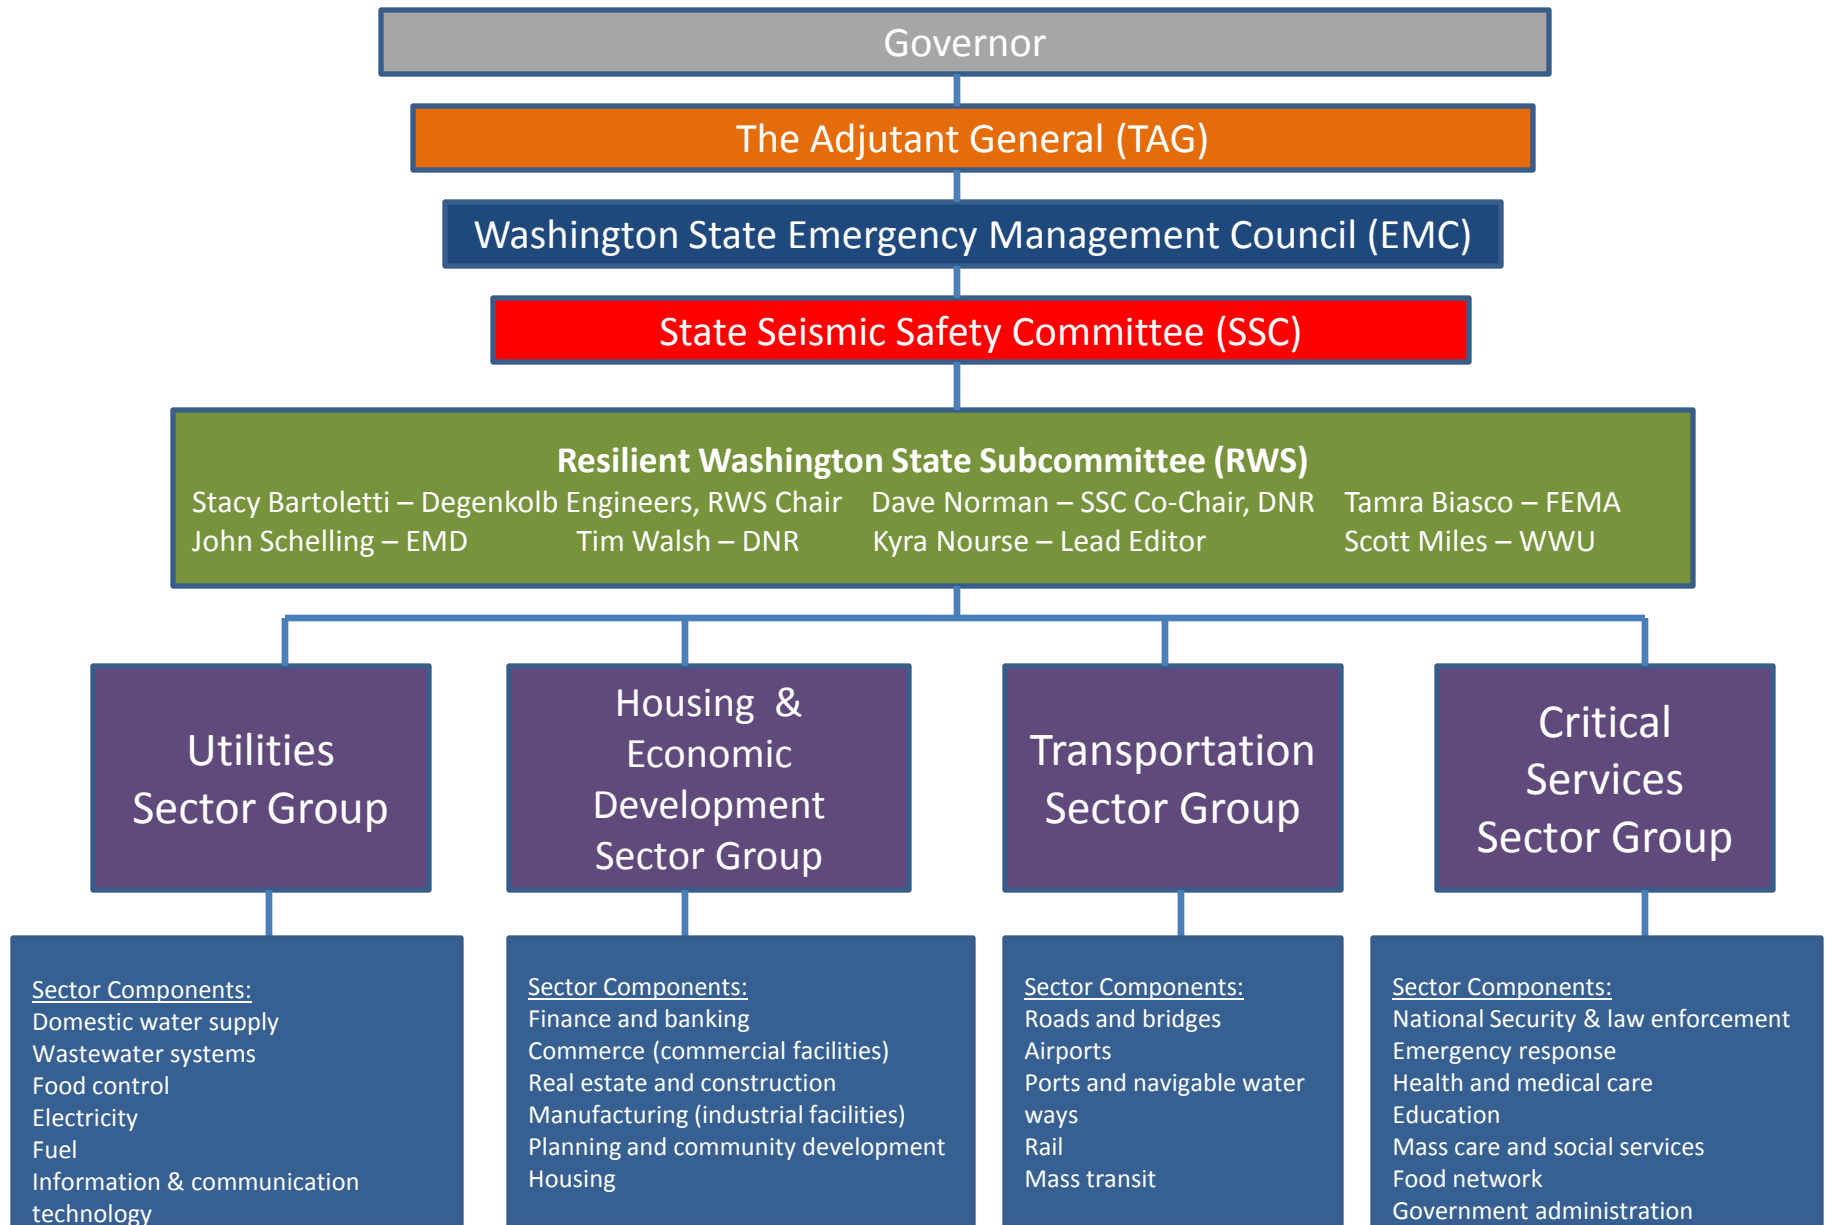 Governor
The Adjutant General (TAG)
Washington State Emergency Management Council (EMC)
State Seismic Safety Committee (SSC)
Resilient Washington State Subcommittee (RWS)
Stacy Bartoletti – Degenkolb Engineers, RWS Chair Dave Norman – SSC Co-Chair, DNR Tamra Biasco – FEMA
John Schelling – EMD Tim Walsh – DNR Kyra Nourse – Lead Editor Scott Miles – WWU
Utilities
Sector Group
Housing &
Economic
Development
Sector Group
Transportation
Sector Group
Critical
Services
Sector Group
Sector Components:
Domestic water supply
Wastewater systems
Food control
Electricity
Fuel
Information & communication
technology
Sector Components:
Finance and banking
Commerce (commercial facilities)
Real estate and construction
Manufacturing (industrial facilities)
Planning and community development
Housing
Sector Components:
Roads and bridges
Airports
Ports and navigable water
ways
Rail
Mass transit
Sector Components:
National Security & law enforcement
Emergency response
Health and medical care
Education
Mass care and social services
Food network
Government administration